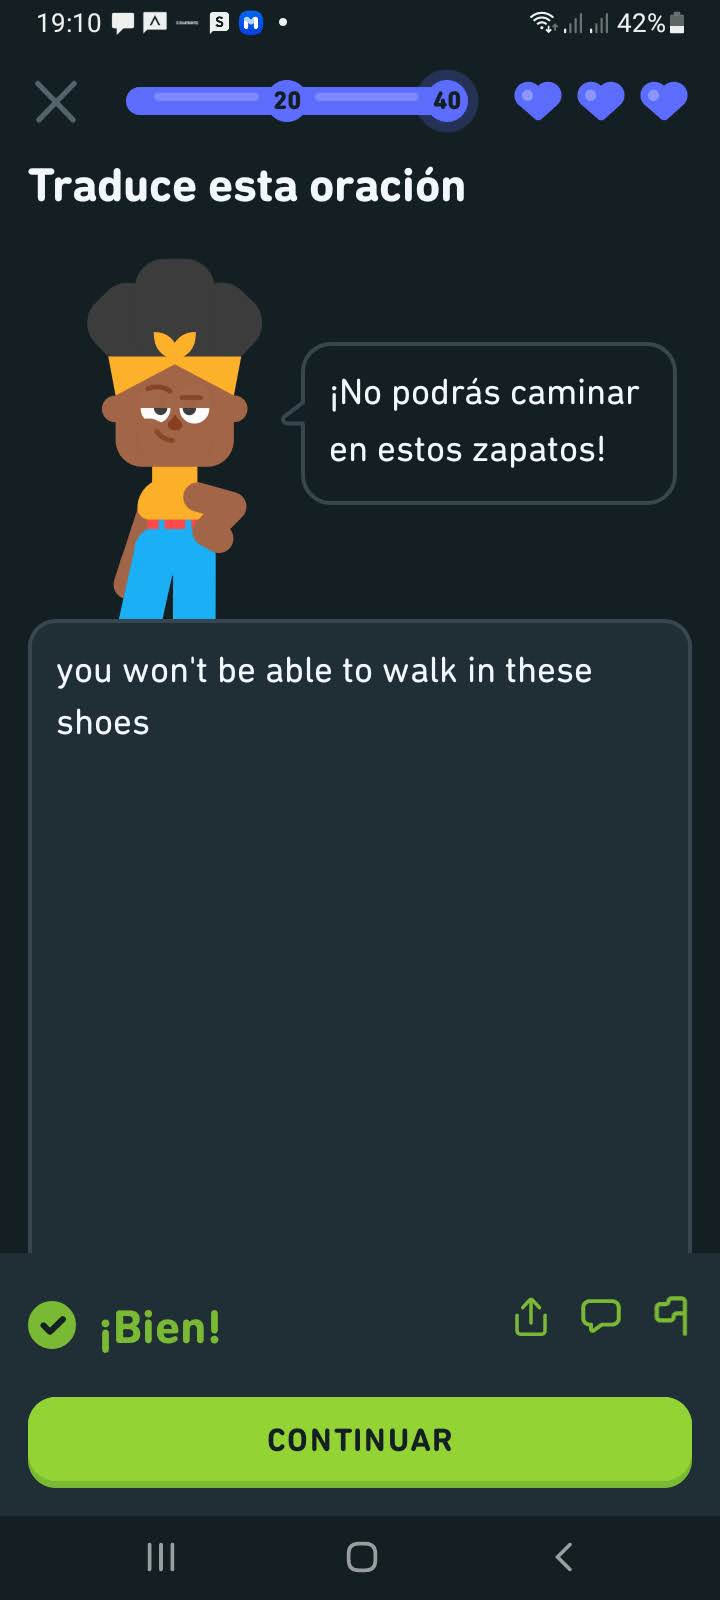 19:10
42%
20
40
Traduce esta oración
¡No podrás caminar
en estos zapatos!
you won't be able to walk in these
shoes
¡Bien!
CONTINUAR